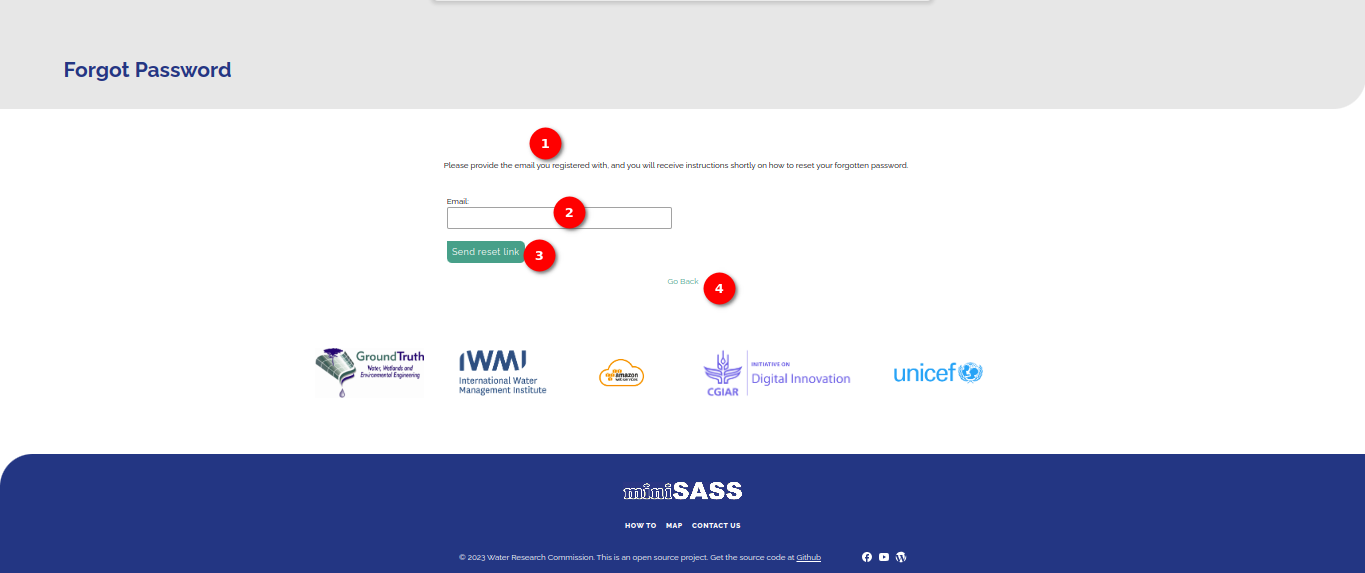 Forgot Password
1
Please provide the email you registered with, and you will receive instructions shortly on how to reset your forgotten password.
Email:
2
Send reset link
3
Go Back
4
GroundTruth
Water, Wetlands and
Environmental Engineering
IWMI
International Water
Management Institute
amazon
web services
CGIAR
INITIATIVE ON
Digital Innovation
unicef
miniSASS
HOW TO MAP CONTACT US
© 2023 Water Research Commission. This is an open source project. Get the source code at Github